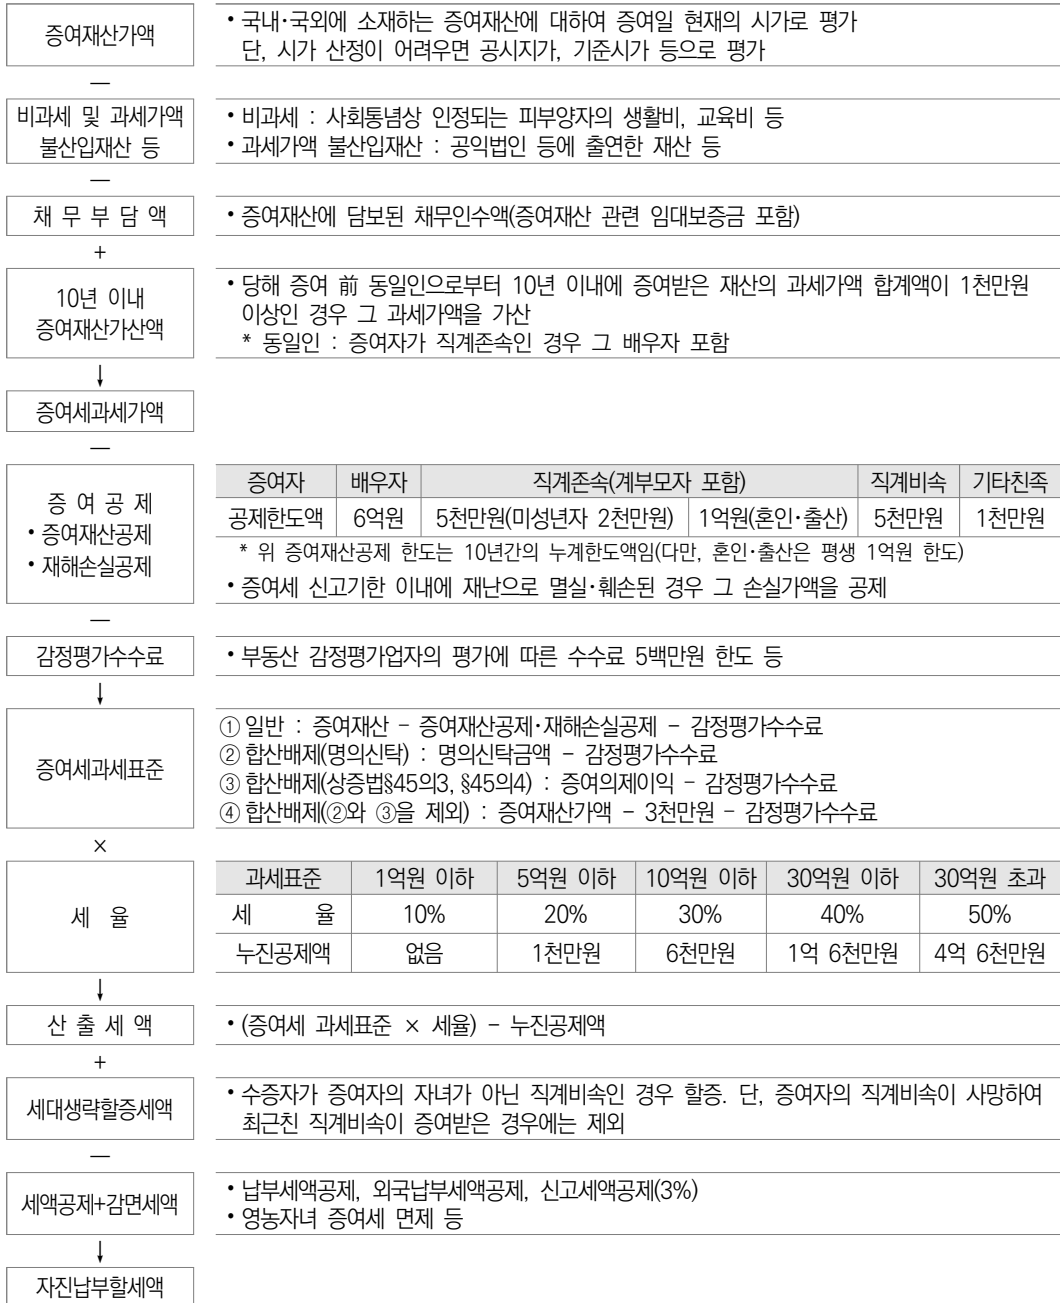 증여재산가액
• 국내·국외에 소재하는 증여재산에 대하여 증여일 현재의 시가로 평가
단, 시가 산정이 어려우면 공시지가, 기준시가 등으로 평가
—
비과세 및 과세가액
불산입재산 등
• 비과세 : 사회통념상 인정되는 피부양자의 생활비, 교육비 등
• 과세가액 불산입재산 : 공익법인 등에 출연한 재산 등
—
채 무 부 담 액
• 증여재산에 담보된 채무인수액(증여재산 관련 임대보증금 포함)
+
10년 이내
증여재산가산액
• 당해 증여 前 동일인으로부터 10년 이내에 증여받은 재산의 과세가액 합계액이 1천만원
이상인 경우 그 과세가액을 가산
* 동일인 : 증여자가 직계존속인 경우 그 배우자 포함
↓
증여세과세가액
—
증 여 공 제
• 증여재산공제
• 재해손실공제
증여자 배우자 직계존속(계부모자 포함) 직계비속 기타친족
공제한도액 6억원 5천만원(미성년자 2천만원) 1억원(혼인·출산) 5천만원 1천만원
* 위 증여재산공제 한도는 10년간의 누계한도액임(다만, 혼인·출산은 평생 1억원 한도)
• 증여세 신고기한 이내에 재난으로 멸실·훼손된 경우 그 손실가액을 공제
—
감정평가수수료
• 부동산 감정평가업자의 평가에 따른 수수료 5백만원 한도 등
↓
증여세과세표준
① 일반 : 증여재산 - 증여재산공제·재해손실공제 - 감정평가수수료
② 합산배제(명의신탁) : 명의신탁금액 - 감정평가수수료
③ 합산배제(상증법§45의3, §45의4) : 증여의제이익 - 감정평가수수료
④ 합산배제(②와 ③을 제외) : 증여재산가액 - 3천만원 - 감정평가수수료
×
세 율
과세표준 1억원 이하 5억원 이하 10억원 이하 30억원 이하 30억원 초과
세 율 10% 20% 30% 40% 50%
누진공제액 없음 1천만원 6천만원 1억 6천만원 4억 6천만원
↓
산 출 세 액
• (증여세 과세표준 × 세율) - 누진공제액
+
세대생략할증세액
• 수증자가 증여자의 자녀가 아닌 직계비속인 경우 할증. 단, 증여자의 직계비속이 사망하여
최근친 직계비속이 증여받은 경우에는 제외
—
세액공제+감면세액
• 납부세액공제, 외국납부세액공제, 신고세액공제(3%)
• 영농자녀 증여세 면제 등
↓
자진납부할세액